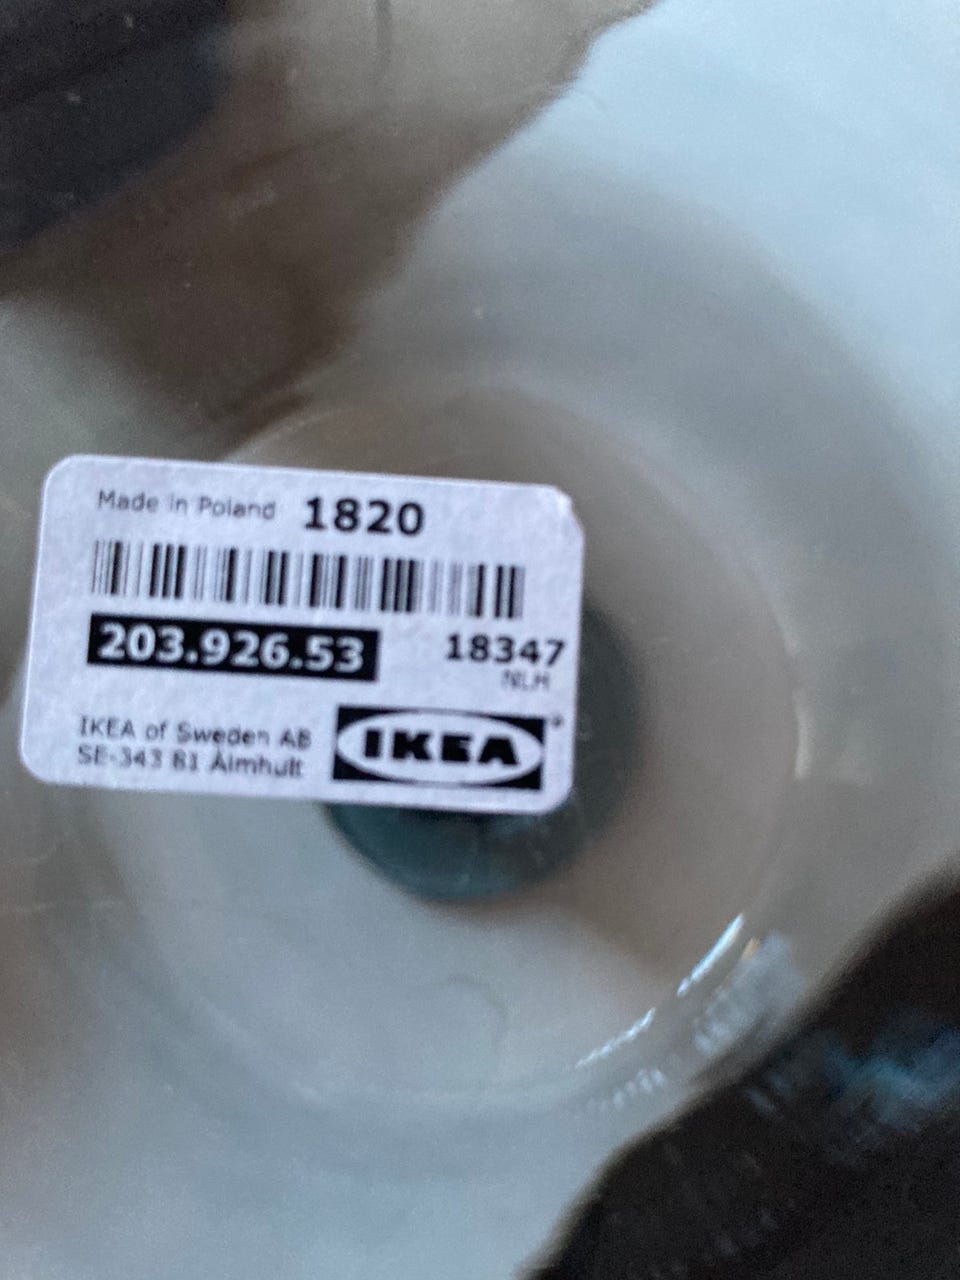 Made in Poland 1820
203.926.53 18347
NLH
IKEA of Sweden AB
SE-343 81 Älmhult
IKEA®